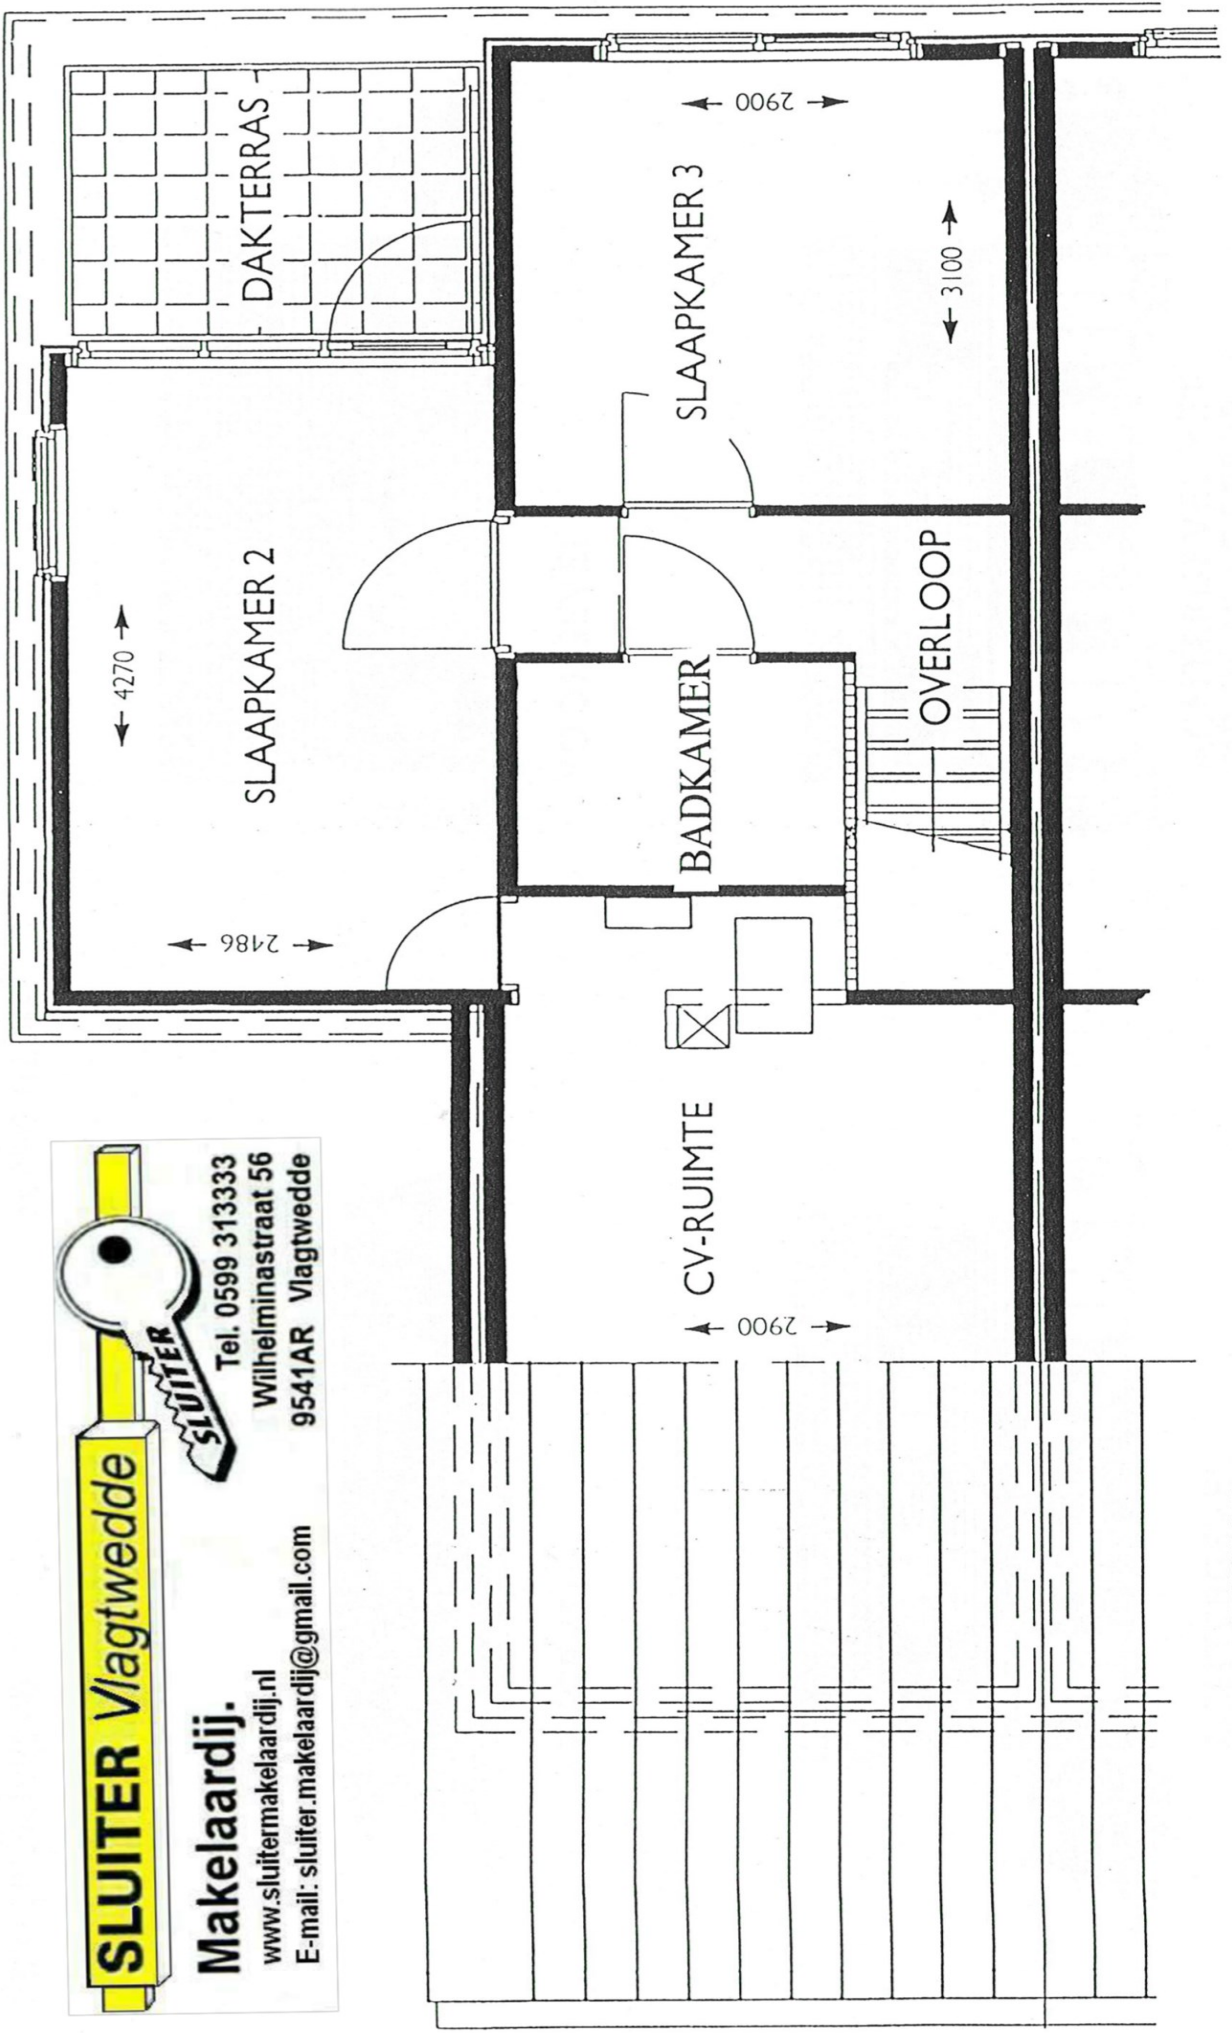 SLUITER Vlagtwedde
SLUITER
Makelaardij.
www.sluitermakelaardij.nl
E-mail: sluiter.makelaardij@gmail.com
Tel. 0599 313333
Wilhelminastraat 56
9541AR Vlagtwedde
4270
SLAAPKAMER 2
2486
DAKTERRAS
2900
SLAAPKAMER 3
3100
BADKAMER
OVERLOOP
CV-RUIMTE
2900